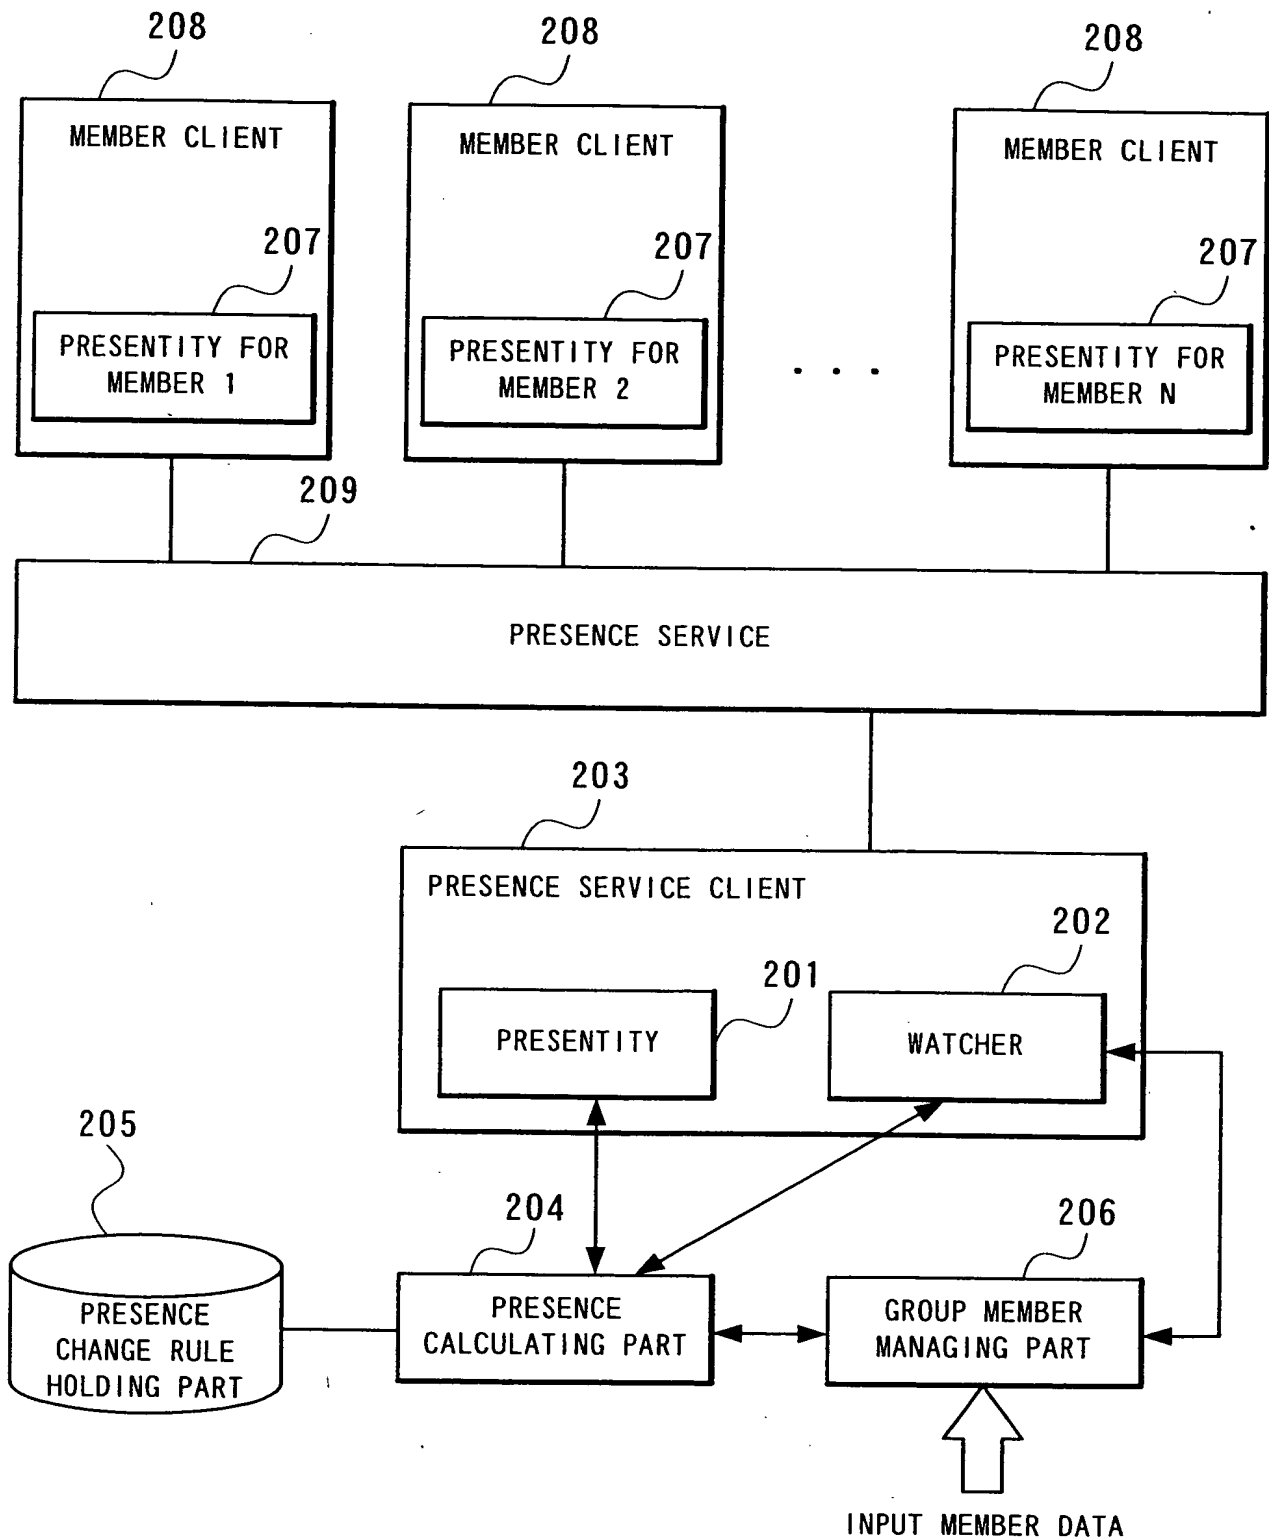 208
208
208
MEMBER CLIENT
MEMBER CLIENT
MEMBER CLIENT
207
207
207
PRESENTITY FOR
MEMBER 1
PRESENTITY FOR
MEMBER 2
. . .
PRESENTITY FOR
MEMBER N
209
PRESENCE SERVICE
203
PRESENCE SERVICE CLIENT
202
201
PRESENTITY
WATCHER
205
204
206
PRESENCE
CHANGE RULE
HOLDING PART
PRESENCE
CALCULATING PART
GROUP MEMBER
MANAGING PART
INPUT MEMBER DATA